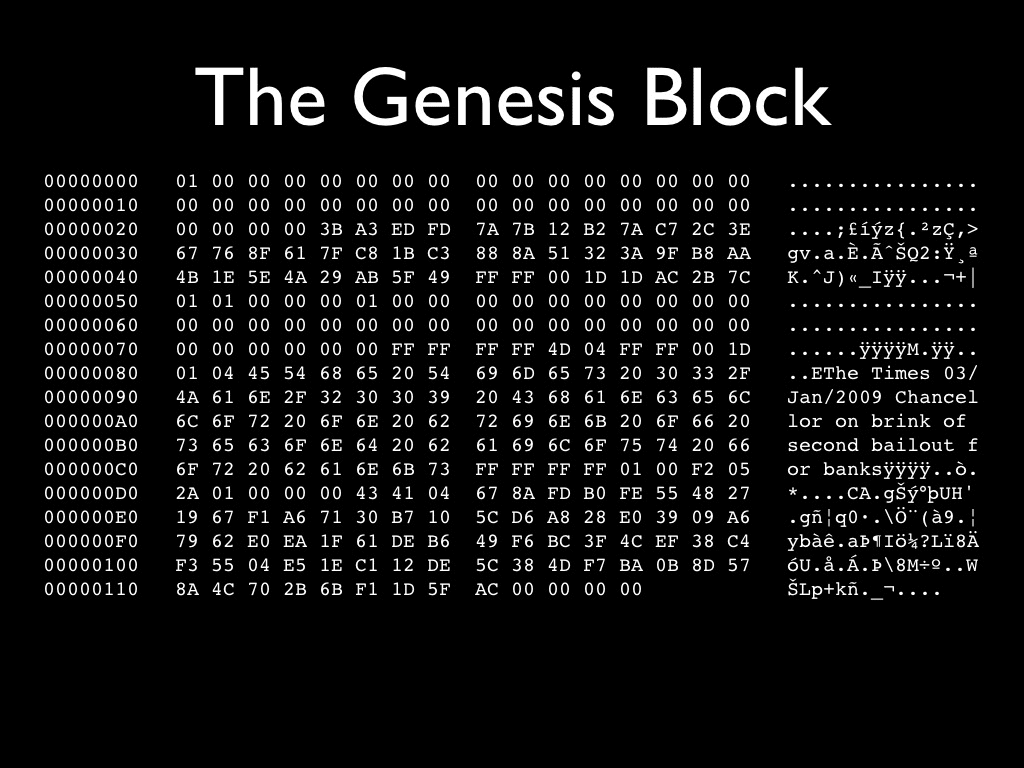 The Genesis Block
00000000 01 00 00 00 00 00 00 00 00 00 00 00 00 00 00 00 ................
00000010 00 00 00 00 00 00 00 00 00 00 00 00 00 00 00 00 ................
00000020 00 00 00 00 3B A3 ED FD 7A 7B 12 B2 7A C7 2C 3E ....;£íýz{.²zÇ,>
00000030 67 76 8F 61 7F C8 1B C3 88 8A 51 32 3A 9F B8 AA gv.a.È.ÃˆŠQ2:Ÿ¸ª
00000040 4B 1E 5E 4A 29 AB 5F 49 FF FF 00 1D 1D AC 2B 7C K.^J)«_Iÿÿ...¬+|
00000050 01 01 00 00 00 01 00 00 00 00 00 00 00 00 00 00 ................
00000060 00 00 00 00 00 00 00 00 00 00 00 00 00 00 00 00 ................
00000070 00 00 00 00 00 00 FF FF FF FF 4D 04 FF FF 00 1D ......ÿÿÿÿM.ÿÿ..
00000080 01 04 45 54 68 65 20 54 69 6D 65 73 20 30 33 2F ..EThe Times 03/
00000090 4A 61 6E 2F 32 30 30 39 20 43 68 61 6E 63 65 6C Jan/2009 Chancel
000000A0 6C 6F 72 20 6F 6E 20 62 72 69 6E 6B 20 6F 66 20 lor on brink of
000000B0 73 65 63 6F 6E 64 20 62 61 69 6C 6F 75 74 20 66 second bailout f
000000C0 6F 72 20 62 61 6E 6B 73 FF FF FF FF 01 00 F2 05 or banksÿÿÿÿ..ò.
000000D0 2A 01 00 00 00 43 41 04 67 8A FD B0 FE 55 48 27 *....CA.gŠý°þUH'
000000E0 19 67 F1 A6 71 30 B7 10 5C D6 A8 28 E0 39 09 A6 .gñ¦q0·.\Ö¨(à9.¦
000000F0 79 62 E0 EA 1F 61 DE B6 49 F6 BC 3F 4C EF 38 C4 ybàê.aÞ¶Iö¼?Lï8Ä
00000100 F3 55 04 E5 1E C1 12 DE 5C 38 4D F7 BA 0B 8D 57 óU.å.Á.Þ\8M÷º..W
00000110 8A 4C 70 2B 6B F1 1D 5F AC 00 00 00 00 ŠLp+kñ._¬....